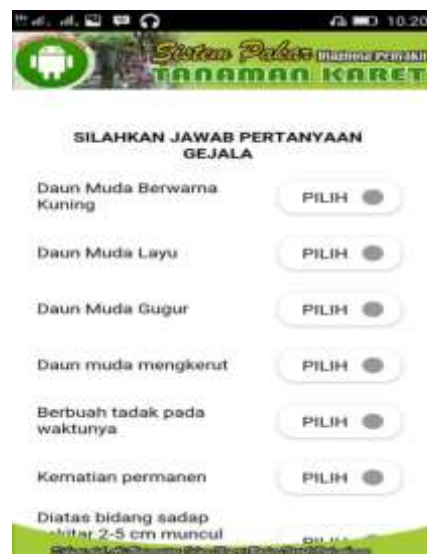 10.20
Sistem Pakar Diagnosa Penyakit
TANAMAN KARET
SILAHKAN JAWAB PERTANYAAN
GEJALA
Daun Muda Berwarna
Kuning
PILIH
Daun Muda Layu
PILIH
Daun Muda Gugur
PILIH
Daun muda mengkerut
PILIH
Berbuah tadak pada
waktunya
PILIH
Kematian permanen
PILIH
Diatas bidang sadap
2-5 cm muncul